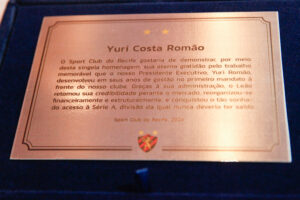 Yuri Costa Romão
O Sport Club do Recife gostaria de demonstrar, por meio
desta singela homenagem, sua eterna gratidão pelo trabalho
memorável que o nosso Presidente Executivo, Yuri Romão,
desenvolveu em seus anos de gestão no primeiro mandato à
frente do nosso clube. Graças à sua administração, o Leão
retomou sua credibilidade perante o mercado, reorganizou-se
financeiramente e estruturalmente, e conquistou o tão sonha-
do acesso à Série A, divisão da qual nunca deveria ter saído.
Sport Club do Recife, 2024